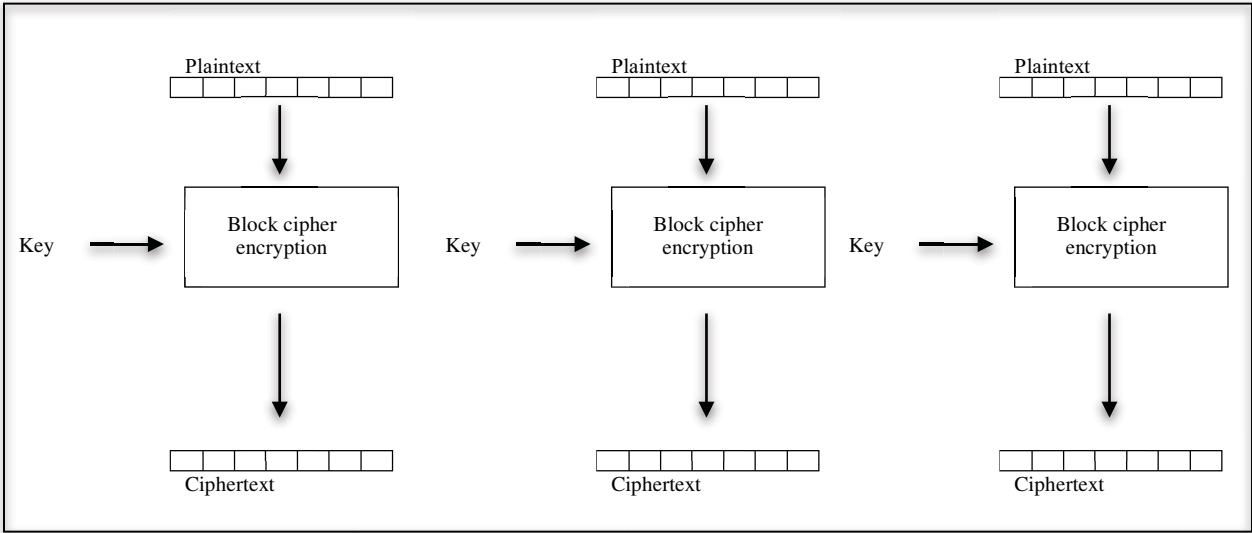 Plaintext
Plaintext
Plaintext
Key
Block cipher
encryption
Key
Block cipher
encryption
Key
Block cipher
encryption
Ciphertext
Ciphertext
Ciphertext